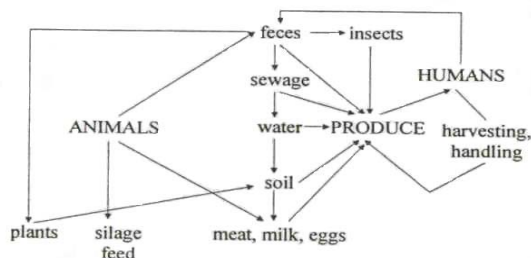 feces
insects
sewage
HUMANS
ANIMALS
water
PRODUCE
harvesting,
handling
soil
plants
silage
feed
meat, milk, eggs